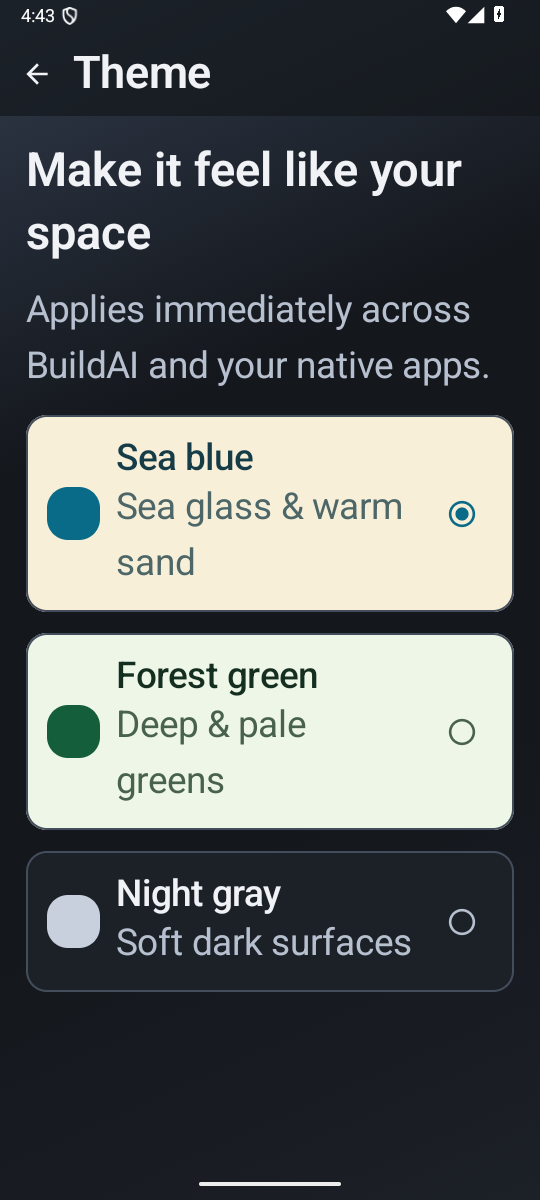 4:43
Theme
Make it feel like your
space
Applies immediately across
BuildAI and your native apps.
Sea blue
Sea glass & warm
sand
Forest green
Deep & pale
greens
Night gray
Soft dark surfaces